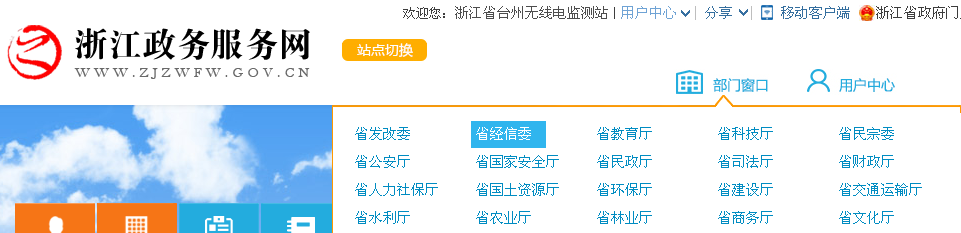 欢迎您：浙江省台州无线电监测站 | 用户中心 | 分享 | 移动客户端 浙江省政府门
浙江政务服务网
WWW.ZJZWFW.GOV.CN
站点切换
部门窗口 用户中心
省发改委 省经信委 省教育厅 省科技厅 省民宗委
省公安厅 省国家安全厅 省民政厅 省司法厅 省财政厅
省人力社保厅 省国土资源厅 省环保厅 省建设厅 省交通运输厅
省水利厅 省农业厅 省林业厅 省商务厅 省文化厅